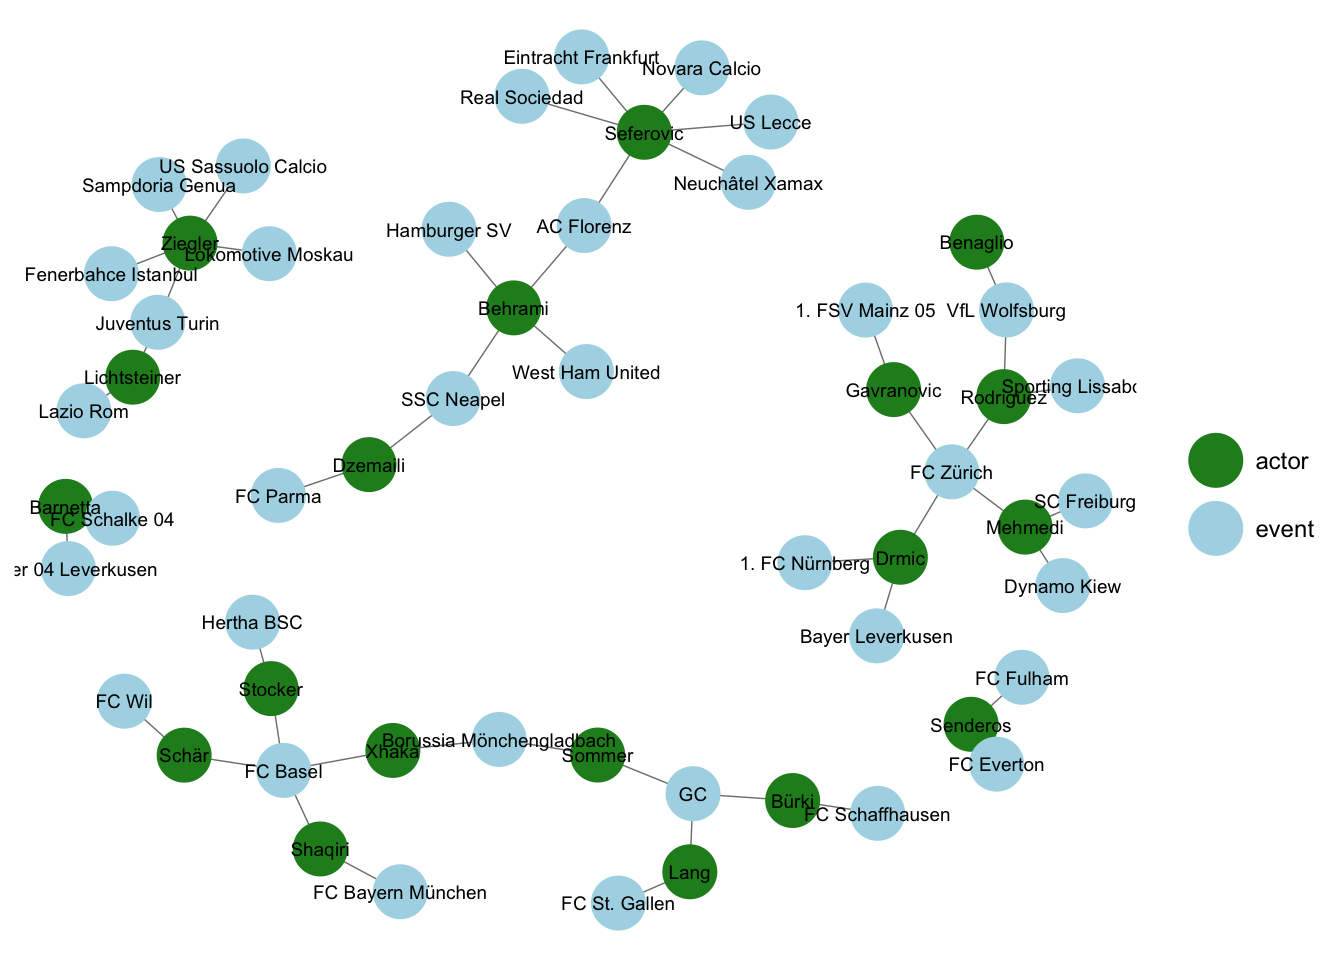 Eintracht Frankfurt
Novara Calcio
Real Sociedad
US Lecce
Seferovic
US Sassuolo Calcio
Sampdoria Genua
Neuchâtel Xamax
Hamburger SV
AC Florenz
Ziegler
Lokomotive Moskau
Benaglio
Fenerbahce Istanbul
Behrami
1. FSV Mainz 05
VfL Wolfsburg
Juventus Turin
West Ham United
Lichtsteiner
Gavranovic
Rodriguez
Sporting Lissabo
Lazio Rom
SSC Neapel
Dzemaili
FC Zürich
actor
FC Parma
SC Freiburg
Barnetta
FC Schalke 04
Mehmedi
event
er 04 Leverkusen
1. FC Nürnberg
Drmic
Dynamo Kiew
Hertha BSC
Bayer Leverkusen
FC Fulham
Stocker
FC Wil
Senderos
Borussia Mönchengladbach
Xhaka
Schär
Sommer
FC Basel
FC Everton
GC
Bürki
FC Schaffhausen
Shaqiri
Lang
FC Bayern München
FC St. Gallen